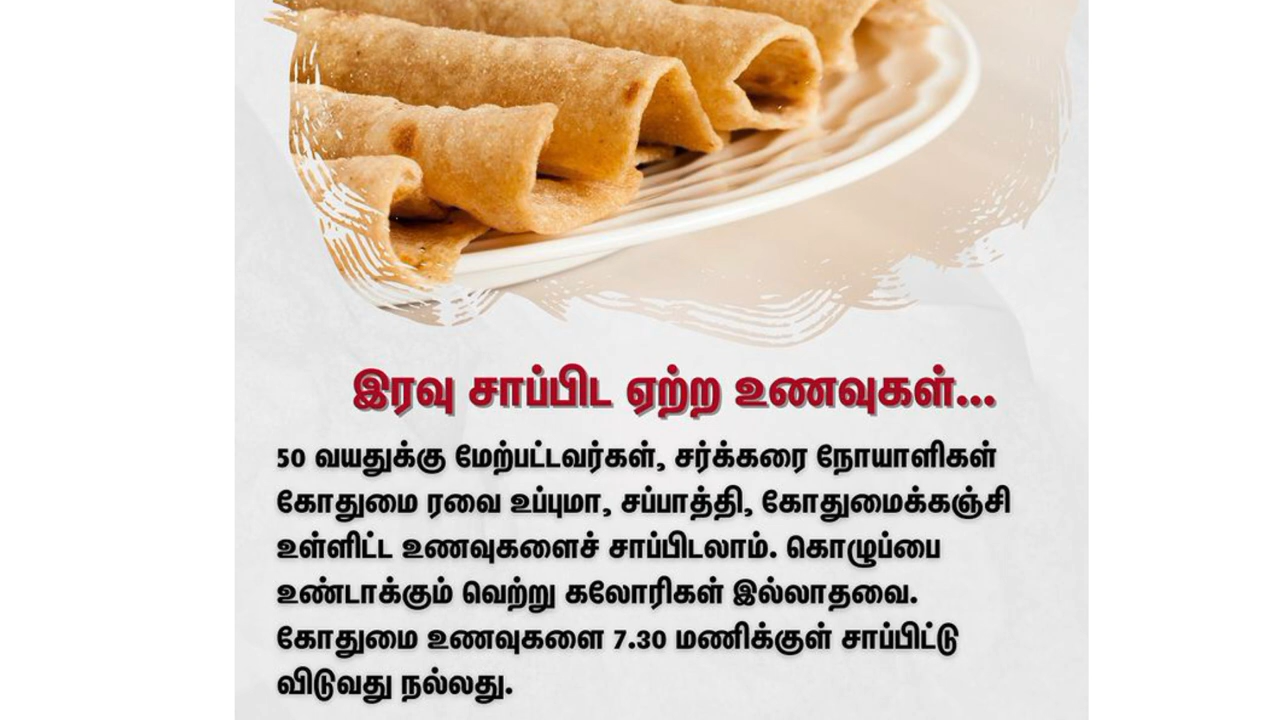 இரவு சாப்பிட ஏற்ற உணவுகள்...
50 வயதுக்கு மேற்பட்டவர்கள், சர்க்கரை நோயாளிகள்
கோதுமை ரவை உப்புமா, சப்பாத்தி, கோதுமைக்கஞ்சி
உள்ளிட்ட உணவுகளைச் சாப்பிடலாம். கொழுப்பை
உண்டாக்கும் வெற்று கலோரிகள் இல்லாதவை.
கோதுமை உணவுகளை 7.30 மணிக்குள் சாப்பிட்டு
விடுவது நல்லது.